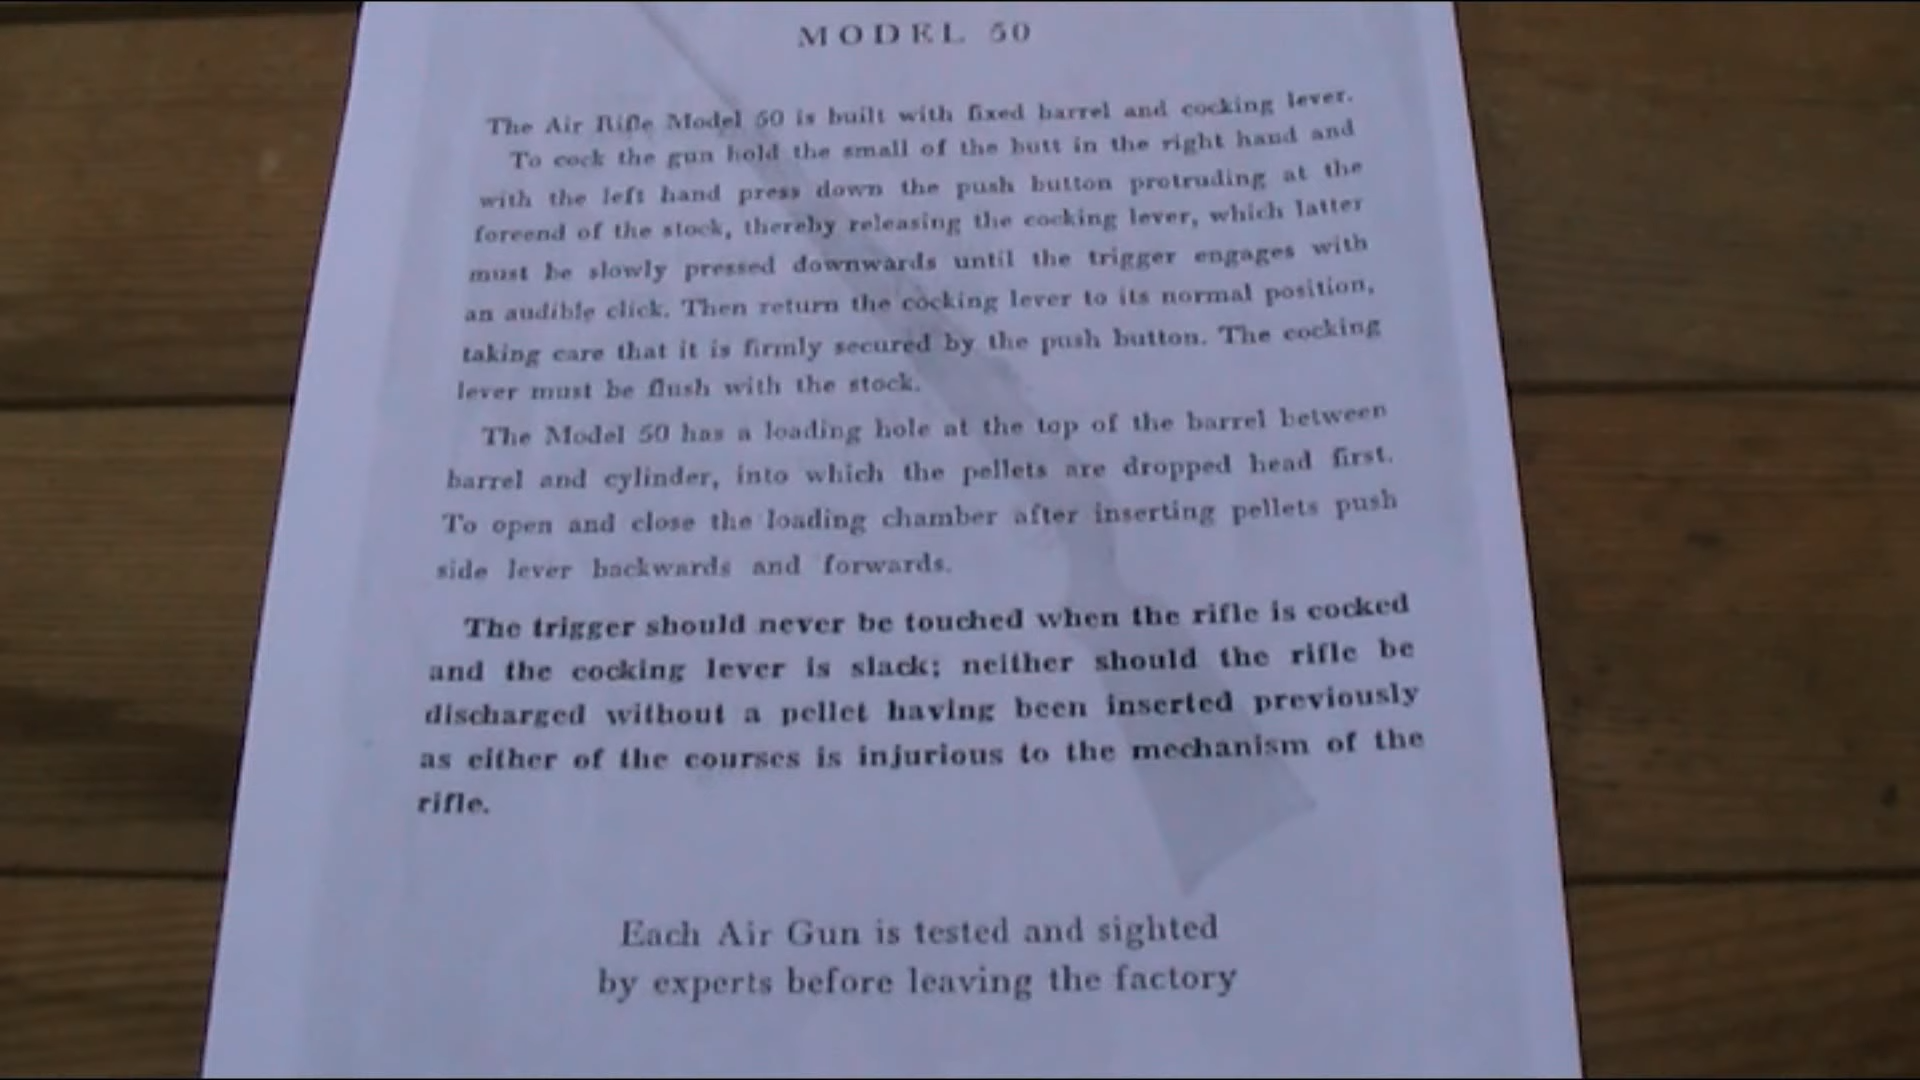 MODEL 50
The Air Rifle Model 50 is built with fixed barrel and cocking lever.
To cock the gun hold the small of the butt in the right hand and
with the left hand press down the push button protruding at the
foreend of the stock, thereby releasing the cocking lever, which latter
must be slowly pressed downwards until the trigger engages with
an audible click. Then return the cocking lever to its normal position,
taking care that it is firmly secured by the push button. The cocking
lever must be flush with the stock.
The Model 50 has a loading hole at the top of the barrel between
barrel and cylinder, into which the pellets are dropped head first.
To open and close the loading chamber after inserting pellets push
side lever backwards and forwards.
The trigger should never be touched when the rifle is cocked
and the cocking lever is slack; neither should the rifle be
discharged without a pellet having been inserted previously
as either of the courses is injurious to the mechanism of the
rifle.
Each Air Gun is tested and sighted
by experts before leaving the factory